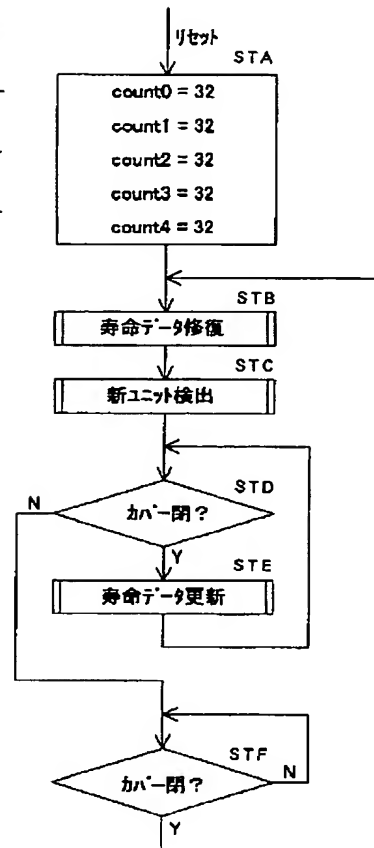 リセット
STA
count0 = 32
count1 = 32
count2 = 32
count3 = 32
count4 = 32
STB
寿命データ修復
STC
新ユニット検出
STD
カバー閉?
N
Y
STE
寿命データ更新
STF
カバー閉?
N
Y